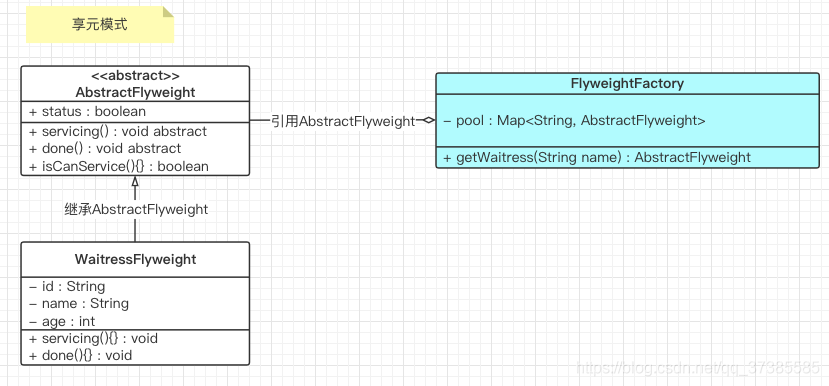 享元模式
<<abstract>>
AbstractFlyweight
+ status : boolean
+ servicing() : void abstract
+ done() : void abstract
+ isCanService(){} : boolean
引用AbstractFlyweight
FlyweightFactory
- pool : Map<String, AbstractFlyweight>
+ getWaitress(String name) : AbstractFlyweight
继承AbstractFlyweight
WaitressFlyweight
- id : String
- name : String
- age : int
+ servicing(){} : void
+ done(){} : void
https://blog.csdn.net/qq_37385585